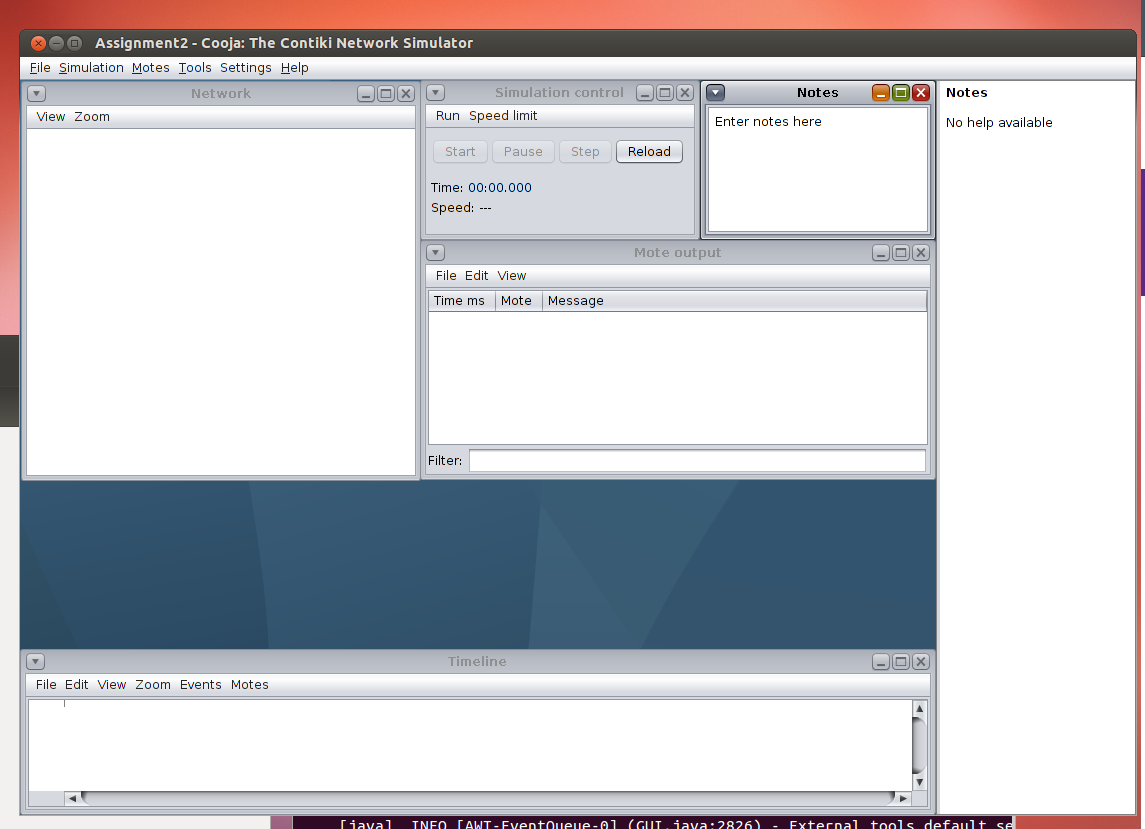 Assignment2 - Cooja: The Contiki Network Simulator
File Simulation Motes Tools Settings Help
Network
View Zoom
Simulation control
Run Speed limit
Start Pause Step Reload
Time: 00:00.000
Speed: ---
Notes
Enter notes here
Notes
No help available
Mote output
File Edit View
Time ms Mote Message
Filter:
Timeline
File Edit View Zoom Events Motes
[java] INFO [AWT-EventQueue-0] (GUI.java:2826) - External tools default se